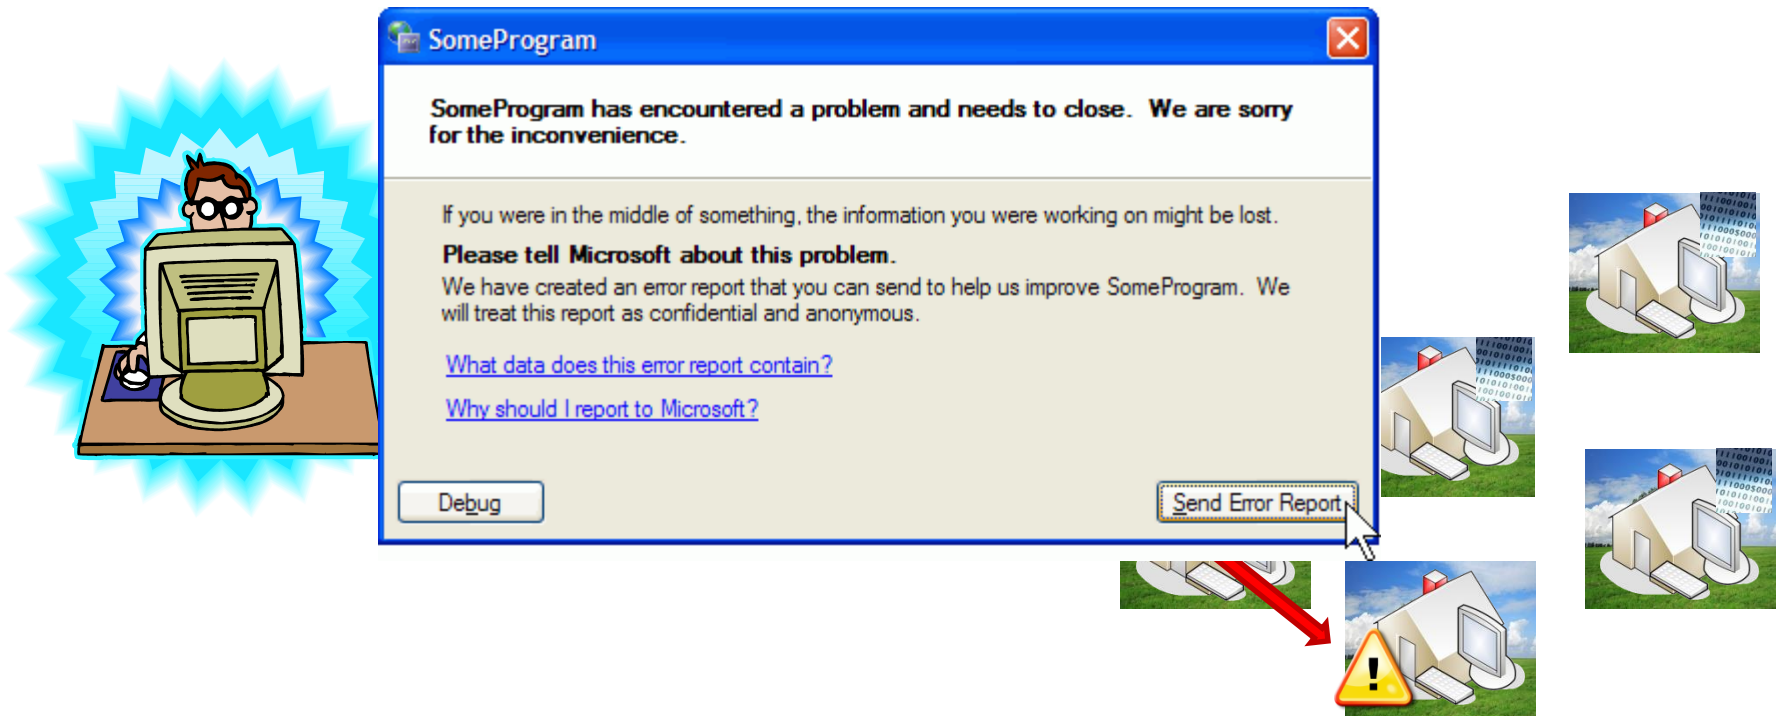 SomeProgram
SomeProgram has encountered a problem and needs to close. We are sorry
for the inconvenience.
If you were in the middle of something, the information you were working on might be lost.
Please tell Microsoft about this problem.
We have created an error report that you can send to help us improve SomeProgram. We
will treat this report as confidential and anonymous.
What data does this error report contain?
Why should I report to Microsoft?
Debug
Send Error Report
!